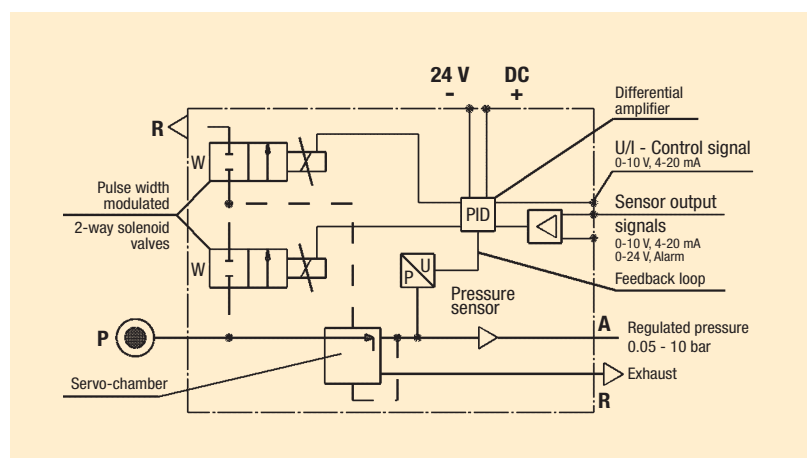 24 V DC
- +
Differential
amplifier
R
U/I - Control signal
0-10 V, 4-20 mA
W
Pulse width
modulated
2-way solenoid
valves
PID
Sensor output
signals
0-10 V, 4-20 mA
0-24 V, Alarm
W
U
P
Feedback loop
Pressure
sensor
P
A
Regulated pressure
0.05 - 10 bar
Servo-chamber
Exhaust
R